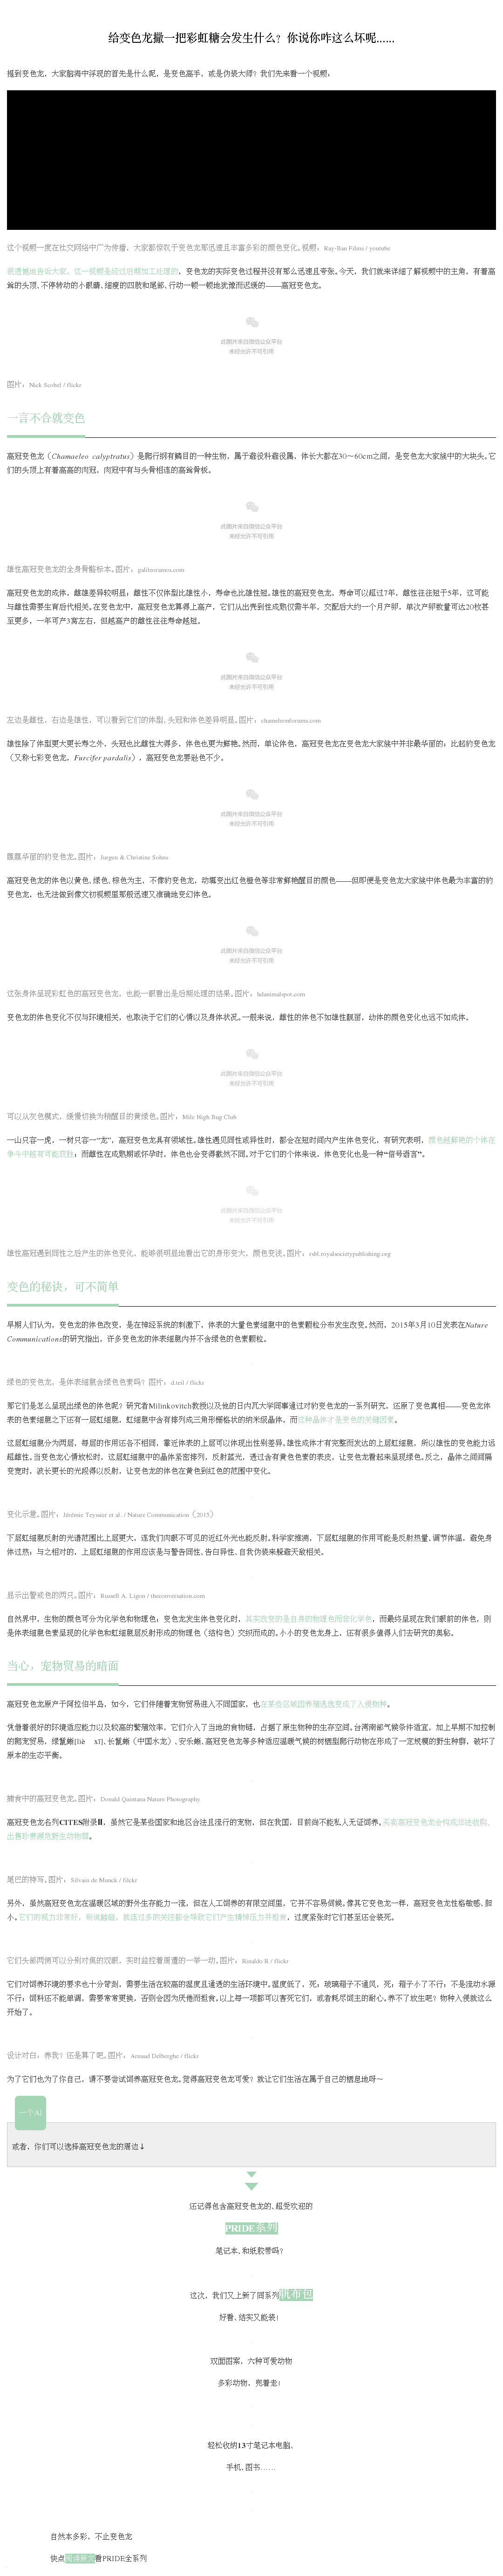 给变色龙撒一把彩虹糖会发生什么？你说你咋这么坏呢……
提到变色龙，大家脑海中浮现的首先是什么呢，是变色高手，或是伪装大师？我们先来看一个视频：
这个视频一度在社交网络中广为传播，大家都惊叹于变色龙那迅速且丰富多彩的颜色变化。视频：Ray-Ban Films / youtube
很遗憾地告诉大家，这一视频是经过后期加工处理的，变色龙的实际变色过程并没有那么迅速且夸张。今天，我们就来详细了解视频中的主角，有着高
耸的头顶、不停转动的小眼睛、细瘦的四肢和尾部、行动一顿一顿地犹豫而迟缓的——高冠变色龙。
此图片来自微信公众平台
未经允许不可引用
图片：Nick Scobel / flickr
一言不合就变色
高冠变色龙（Chamaeleo calyptratus）是爬行纲有鳞目的一种生物，属于避役科避役属，体长大都在30～60cm之间，是变色龙大家族中的大块头。它
们的头顶上有着高高的肉冠，肉冠中有与头骨相连的高耸骨板。
此图片来自微信公众平台
未经允许不可引用
雄性高冠变色龙的全身骨骼标本。图片：galileoramos.com
高冠变色龙的成体，雌雄差异较明显：雌性不仅体型比雄性小，寿命也比雄性短。雄性的高冠变色龙，寿命可以超过7年，雌性往往短于5年，这可能
与雌性需要生育后代相关。在变色龙中，高冠变色龙算得上高产，它们从出壳到性成熟仅需半年，交配后大约一个月产卵，单次产卵数量可达20枚甚
至更多，一年可产3窝左右，但越高产的雌性往往寿命越短。
此图片来自微信公众平台
未经允许不可引用
左边是雌性，右边是雄性，可以看到它们的体型、头冠和体色差异明显。图片：chameleonforums.com
雄性除了体型更大更长寿之外，头冠也比雌性大得多，体色也更为鲜艳。然而，单论体色，高冠变色龙在变色龙大家族中并非最华丽的：比起豹变色龙
（又称七彩变色龙，Furcifer pardalis），高冠变色龙要逊色不少。
此图片来自微信公众平台
未经允许不可引用
飘飘华丽的豹变色龙。图片：Jurgen & Christine Sohns
高冠变色龙的体色以黄色、绿色、棕色为主，不像豹变色龙，幼填变出红色橙色等非常鲜艳醒目的颜色——但即便是变色龙大家族中体色最为丰富的豹
变色龙，也无法做到像文初视频里那般迅速又准确地变幻体色。
此图片来自微信公众平台
未经允许不可引用
这张身体呈现彩虹色的高冠变色龙，也能一眼看出是后期处理的结果。图片：hdanimalspot.com
变色龙的体色变化不仅与环境相关，也取决于它们的心情以及身体状况。一般来说，雌性的体色不如雄性靓丽，幼体的颜色变化也远不如成体。
此图片来自微信公众平台
未经允许不可引用
可以从灰色模式，缓慢切换为稍醒目的黄绿色。图片：Mile High Bug Club
一山只容一虎，一树只容一“龙”，高冠变色龙具有领域性。雄性遇见同性或异性时，都会在短时间内产生体色变化，有研究表明，颜色越鲜艳的个体在
争斗中越有可能获胜；而雌性在成熟期或怀孕时，体色也会变得截然不同。对于它们的个体来说，体色变化也是一种“信号语言”。
此图片来自微信公众平台
未经允许不可引用
雄性高冠遇到同性之后产生的体色变化，能够很明显地看出它的身形变大，颜色变浅。图片：rsbl.royalsocietypublishing.org
变色的秘诀，可不简单
早期人们认为，变色龙的体色改变，是在神经系统的刺激下，体表的大量色素细胞中的色素颗粒分布发生改变。然而，2015年3月10日发表在Nature
Communications的研究指出，许多变色龙的体表细胞内并不含绿色的色素颗粒。
绿色的变色龙，是体表细胞含绿色色素吗？图片：d.teil / flickr
那它们是怎么显现出绿色的体色呢？研究者Milinkovitch教授以及他的日内瓦大学同事通过对豹变色龙的一系列研究，还原了变色真相——变色龙体
表的色素细胞之下还有一层虹细胞，虹细胞中含有排列成三角形栅格状的纳米级晶体，而这种晶体才是变色的关键因素。
这层虹细胞分为两层，每层的作用还各不相同，靠近体表的上层可以体现出性别差异。雄性成体才有完整而发达的上层虹细胞，所以雄性的变色能力远
超雌性。当变色龙心情放松时，这层虹细胞中的晶体紧密排列，反射蓝光，透过含有黄色色素的表皮，让变色龙看起来呈现绿色。反之，晶体之间间隔
变宽时，波长更长的光段得以反射，让变色龙的体色在黄色到红色的范围中变化。
变化示意。图片：Jérémie Teyssier et al. / Nature Communication（2015）
下层虹细胞反射的光谱范围比上层更大，连我们肉眼不可见的近红外光也能反射。科学家推测，下层虹细胞的作用可能是反射热量、调节体温，避免身
体过热；与之相对的，上层虹细胞的作用应该是与警告同性、告白异性、自我伪装来躲避天敌相关。
显示出警戒色的两只。图片：Russell A. Ligon / theconversation.com
自然界中，生物的颜色可分为化学色和物理色；变色龙发生体色变化时，其实改变的是自身的物理色而非化学色，而最终呈现在我们眼前的体色，则
是体表细胞色素呈现的化学色和虹细胞层反射形成的物理色（结构色）交织而成的。小小的变色龙身上，还有很多值得人们去研究的奥秘。
当心，宠物贸易的暗面
高冠变色龙原产于阿拉伯半岛，如今，它们伴随着宠物贸易进入不同国家，也在某些区域因养殖逃逸变成了入侵物种。
凭借着很好的环境适应能力以及较高的繁殖效率，它们介入了当地的食物链，占据了原生物种的生存空间。台湾南部气候条件适宜，加上早期不加控制
的爬宠贸易，绿鬣蜥[liè xī]、长鬣蜥（中国水龙）、安乐蜥、高冠变色龙等多种适应温暖气候的树栖型爬行动物在形成了一定规模的野生种群，破坏了
原本的生态平衡。
捕食中的高冠变色龙。图片：Donald Quintana Nature Photography
高冠变色龙名列CITES附录Ⅱ，虽然它是某些国家和地区合法且流行的宠物，但在我国，目前尚不能私人无证饲养。买卖高冠变色龙会构成非法收购、
出售珍贵濒危野生动物罪。
尾巴的特写。图片：Silvain de Munck / filckr
另外，虽然高冠变色龙在温暖区域的野外生存能力一流，但在人工饲养的有限空间里，它并不容易伺候。像其它变色龙一样，高冠变色龙性格敏感、胆
小。它们的视力非常好，别说触碰，就连过多的关注都会导致它们产生精神压力并拒食，过度紧张时它们甚至还会装死。
它们头部两侧可以分别对焦的双眼，实时监控着周遭的一举一动。图片：Rinaldo R / flickr
它们对饲养环境的要求也十分苛刻，需要生活在较高的湿度且通透的生活环境中。温度低了，死；玻璃箱子不通风，死；箱子小了不行；不是流动水源
不行；饲料还不能单调，需要常常更换，否则会因为厌倦而拒食。以上每一项都可以害死它们，或者耗尽饲主的耐心。养不了放生呢？物种入侵就这么
开始了。
设计对白：养我？还是算了吧。图片：Arnaud Delberghe / flickr
为了它们也为了你自己，请不要尝试饲养高冠变色龙。觉得高冠变色龙可爱？就让它们生活在属于自己的栖息地呀～
一个AI
或者，你们可以选择高冠变色龙的周边↓
还记得包含高冠变色龙的、超受欢迎的
PRIDE系列
笔记本、和纸胶带吗？
这次，我们又上新了同系列帆布包
好看、结实又能装！
双面图案，六种可爱动物
多彩动物，兜着走！
轻松收纳13寸笔记本电脑、
手机、图书……
自然本多彩，不止变色龙
快点阅读原文看PRIDE全系列